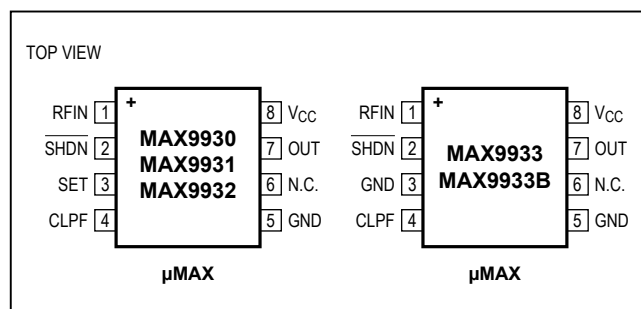 TOP VIEW
RFIN 1
SHDN 2
SET 3
CLPF 4
+
MAX9930
MAX9931
MAX9932
8 VCC
7 OUT
6 N.C.
5 GND
µMAX
RFIN 1
SHDN 2
GND 3
CLPF 4
+
MAX9933
MAX9933B
8 VCC
7 OUT
6 N.C.
5 GND
µMAX